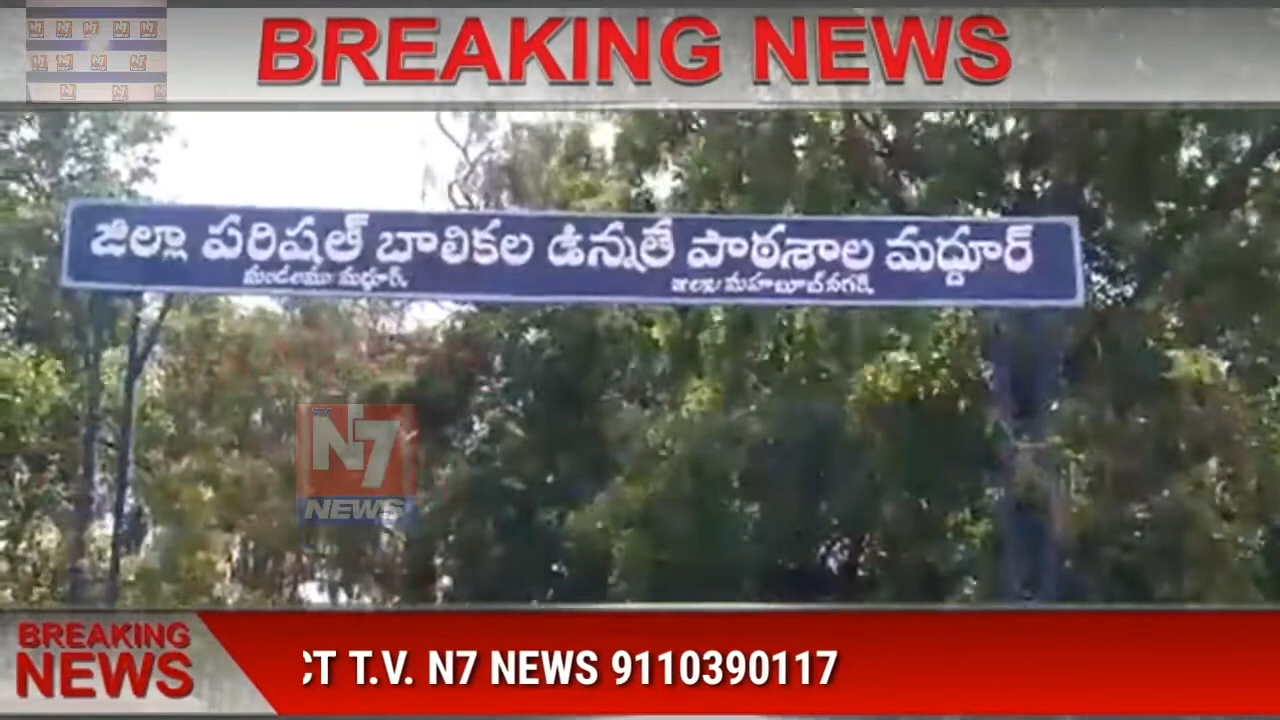 BREAKING NEWS
జిల్లా పరిషత్ బాలికల ఉన్నత పాఠశాల మద్దూర్
మండలము మద్దూర్, జిల్లా మహబూబ్ నగర్,
N7
NEWS
BREAKING
NEWS
CT T.V. N7 NEWS 9110390117